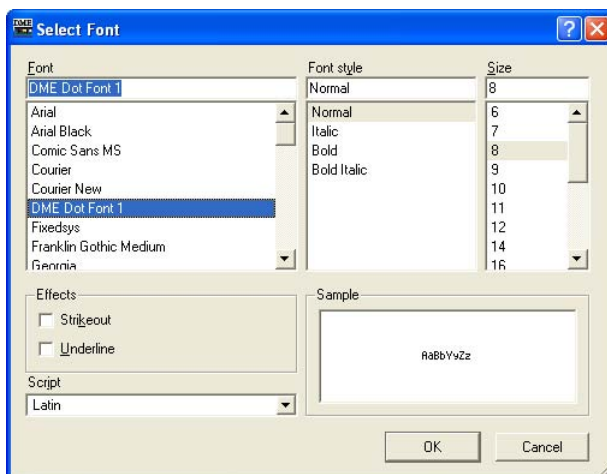 DME Select Font
Font
DME Dot Font 1
Arial
Arial Black
Comic Sans MS
Courier
Courier New
DME Dot Font 1
Fixedsys
Franklin Gothic Medium
Georgia
Font style
Normal
Normal
Italic
Bold
Bold Italic
Size
8
6
7
8
9
10
11
12
14
16
Effects
Strikeout
Underline
Script
Latin
Sample
AaBbYyZz
OK
Cancel